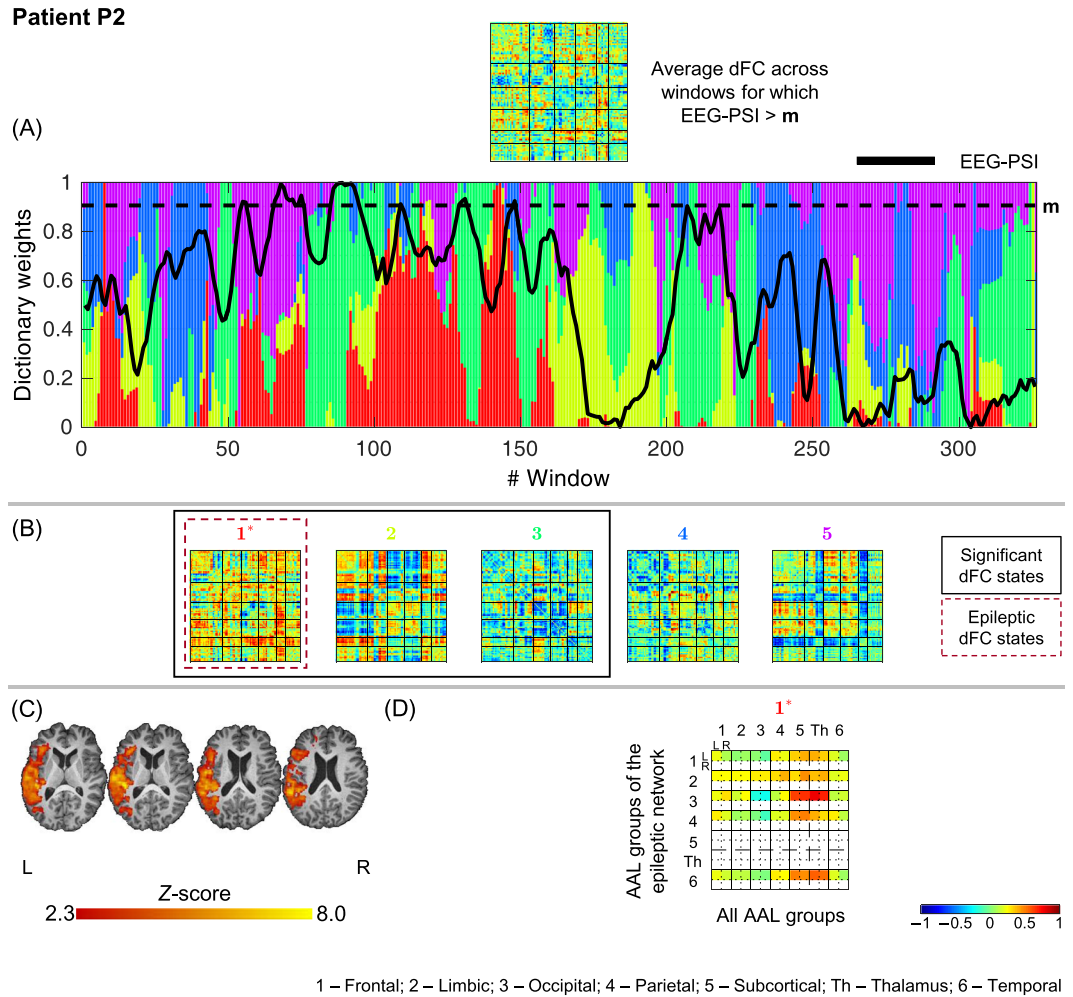 Patient P2
Average dFC across
windows for which
EEG-PSI > m
(A)
EEG-PSI
1
0.8
0.6
0.4
0.2
0
Dictionary weights
m
0 50 100 150 200 250 300
# Window
(B)
1* 2 3 4 5
Significant
dFC states
Epileptic
dFC states
(C)
L R
Z-score
2.3 8.0
(D)
1*
1 2 3 4 5 Th 6
L R
L
R
1
2
3
4
5
Th
6
AAL groups of the
epileptic network
All AAL groups
−1 −0.5 0 0.5 1
1 – Frontal; 2 – Limbic; 3 – Occipital; 4 – Parietal; 5 – Subcortical; Th – Thalamus; 6 – Temporal